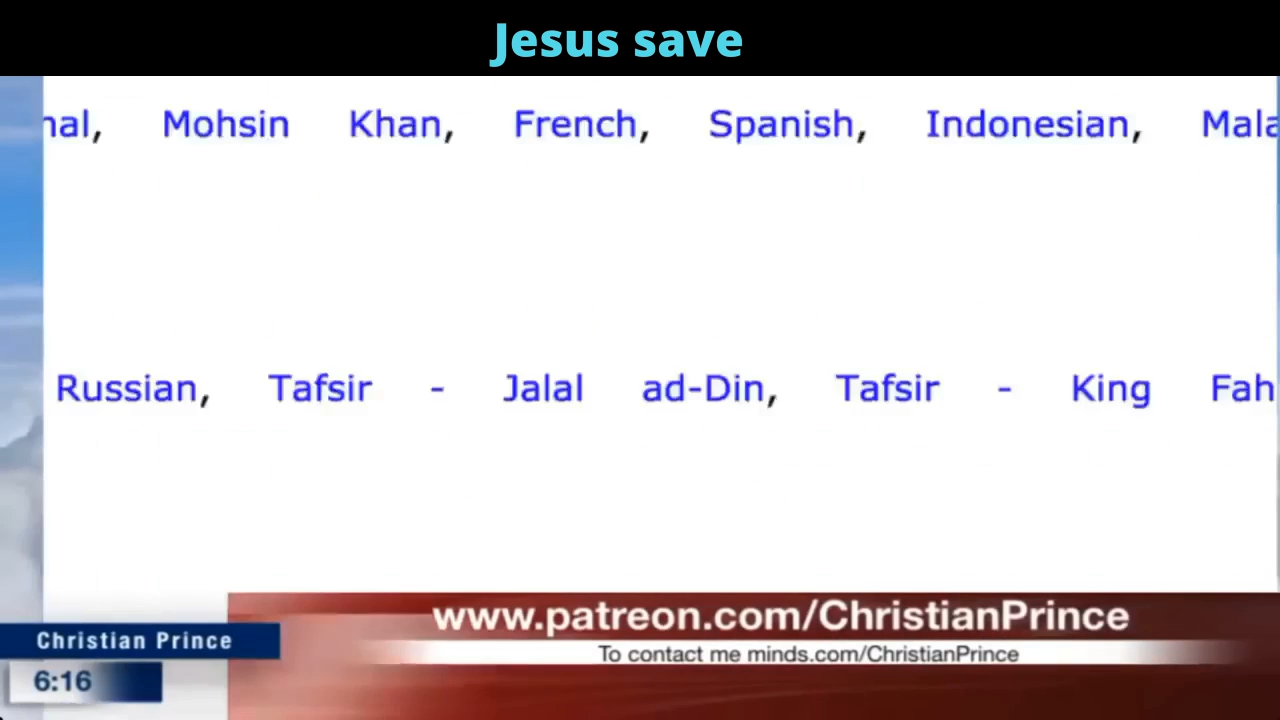 Jesus save
Mohsin Khan, French, Spanish, Indonesian,
Russian, Tafsir - Jalal ad-Din, Tafsir - King
www.patreon.com/ChristianPrince
Christian Prince
To contact me minds.com/ChristianPrince
6:16